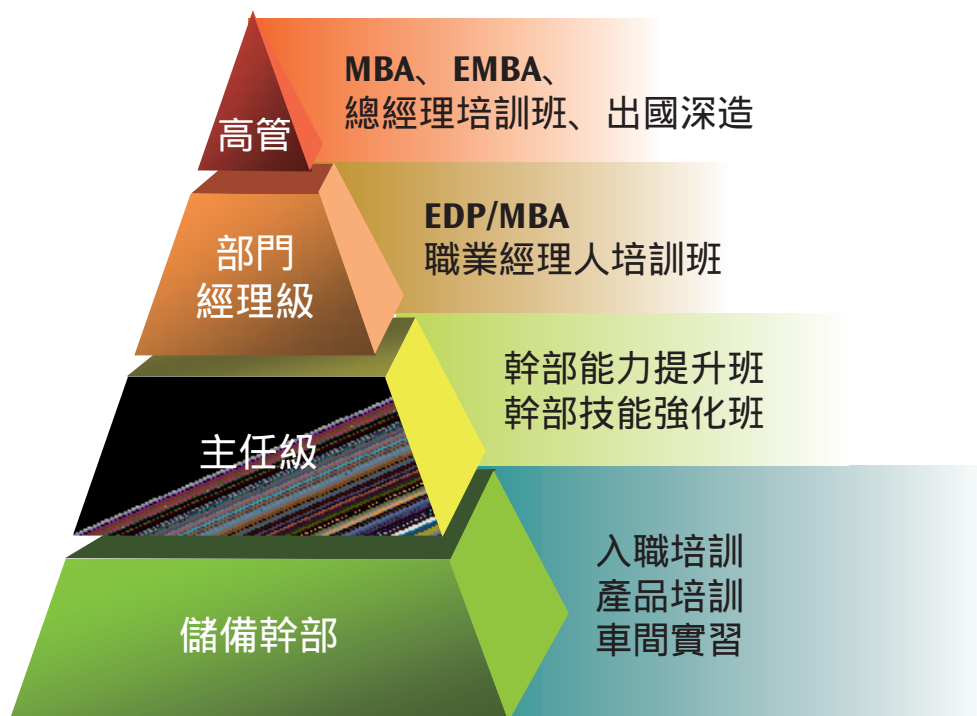 高管
MBA、EMBA、
總經理培訓班、出國深造
部門
經理級
EDP/MBA
職業經理人培訓班
主任級
幹部能力提升班
幹部技能強化班
儲備幹部
入職培訓
產品培訓
車間實習